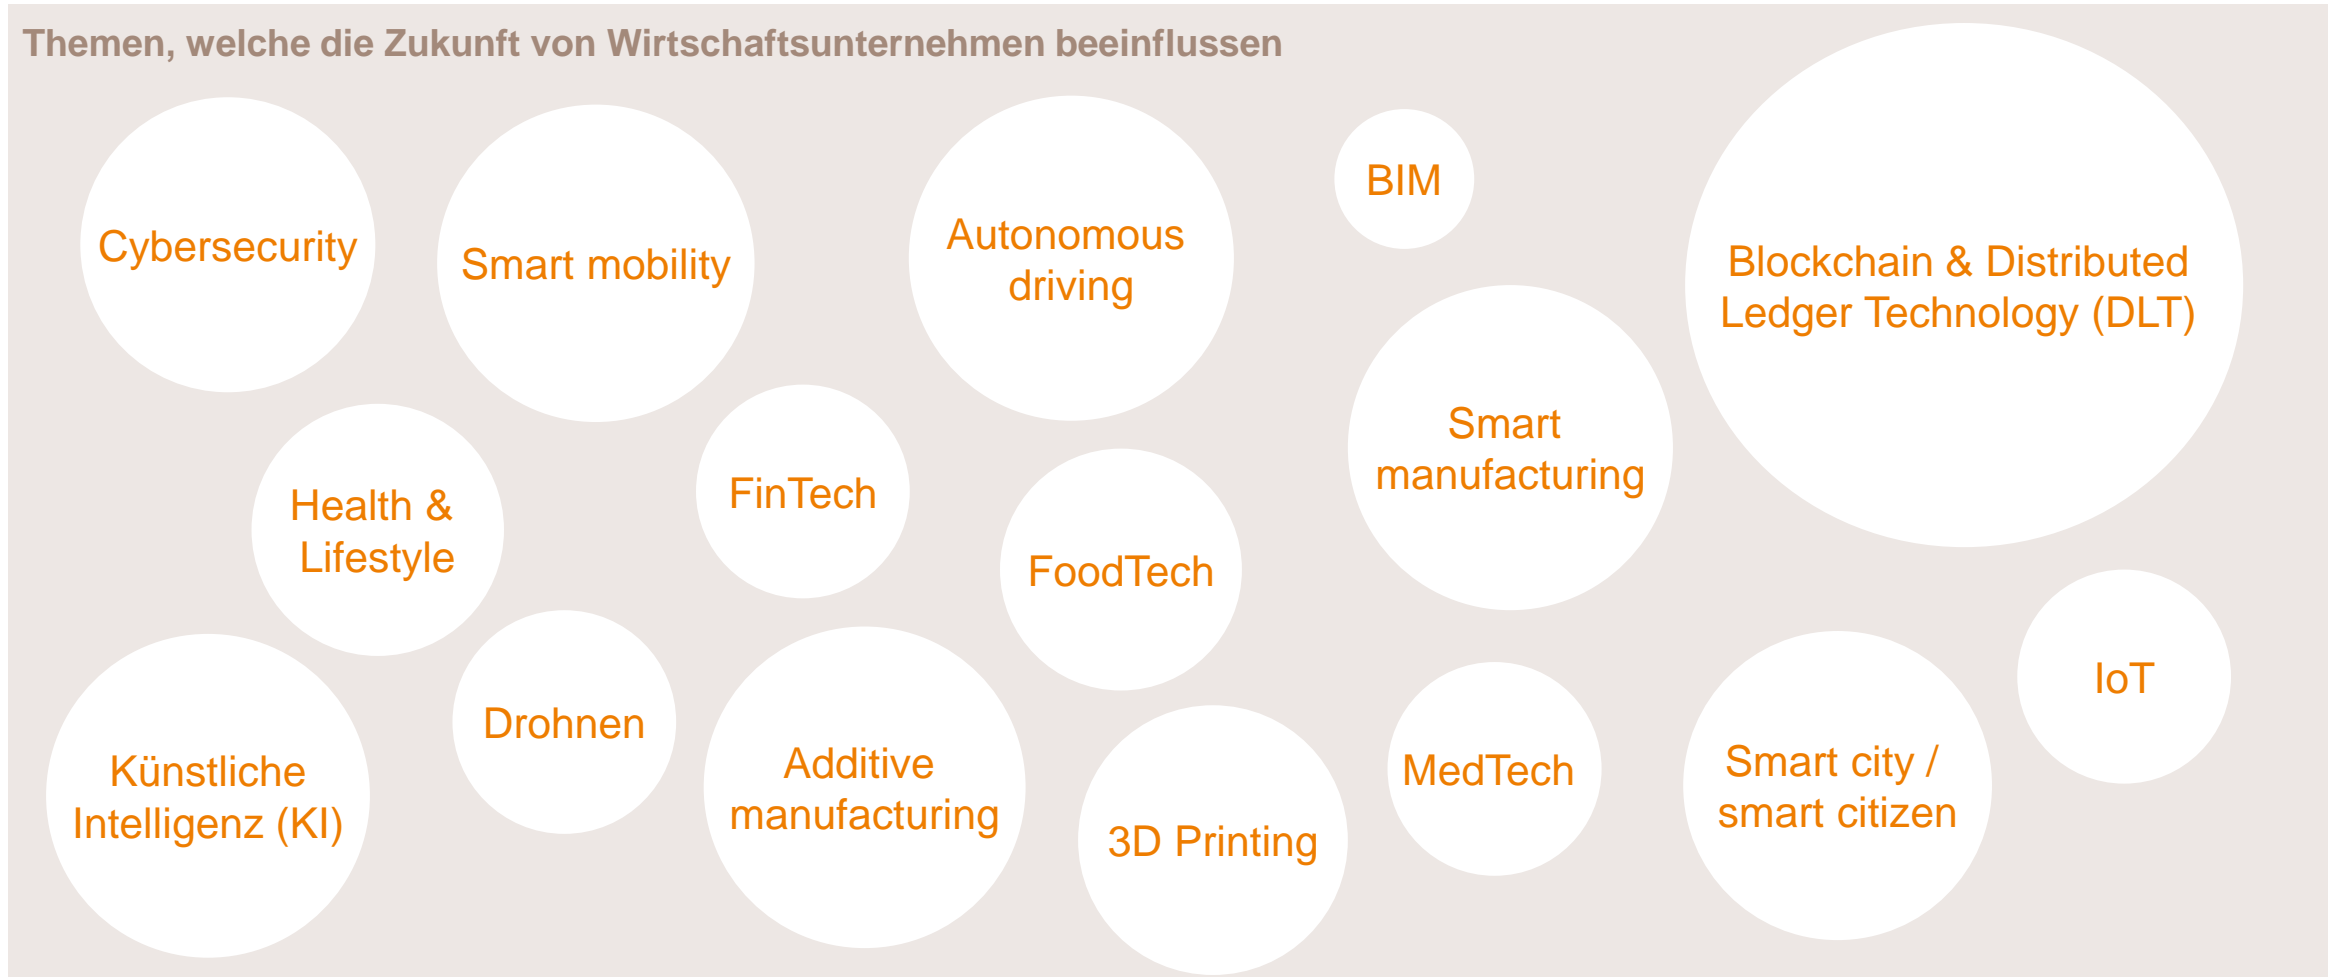 Themen, welche die Zukunft von Wirtschaftsunternehmen beeinflussen
Cybersecurity
Smart mobility
Autonomous
driving
BIM
Blockchain & Distributed
Ledger Technology (DLT)
Smart
manufacturing
Health &
Lifestyle
FinTech
FoodTech
IoT
Künstliche
Intelligenz (KI)
Drohnen
Additive
manufacturing
3D Printing
MedTech
Smart city /
smart citizen